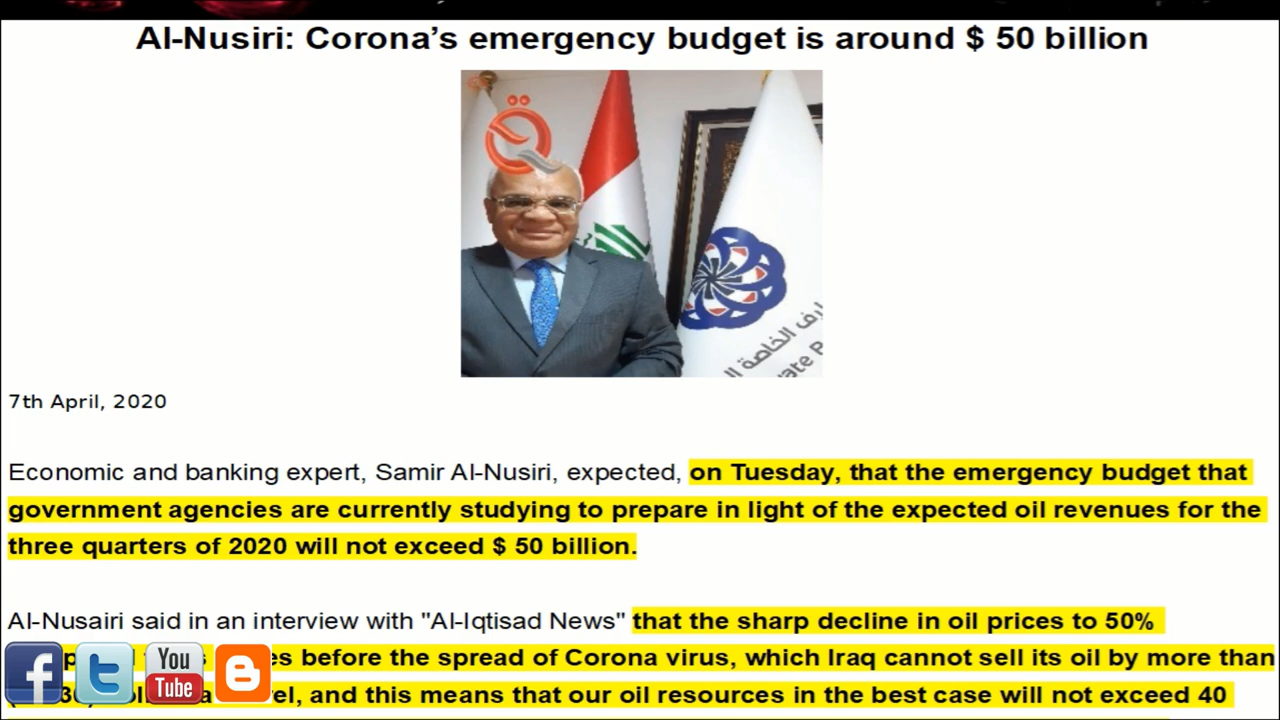 Al-Nusiri: Corona’s emergency budget is around $ 50 billion
ق
رف الخاصة ال
ate P
7th April, 2020
Economic and banking expert, Samir Al-Nusiri, expected, on Tuesday, that the emergency budget that
government agencies are currently studying to prepare in light of the expected oil revenues for the
three quarters of 2020 will not exceed $ 50 billion.
Al-Nusairi said in an interview with "Al-Iqtisad News" that the sharp decline in oil prices to 50%
before the spread of Corona virus, which Iraq cannot sell its oil by more than
and this means that our oil resources in the best case will not exceed 40
f
t
You
Tube
B